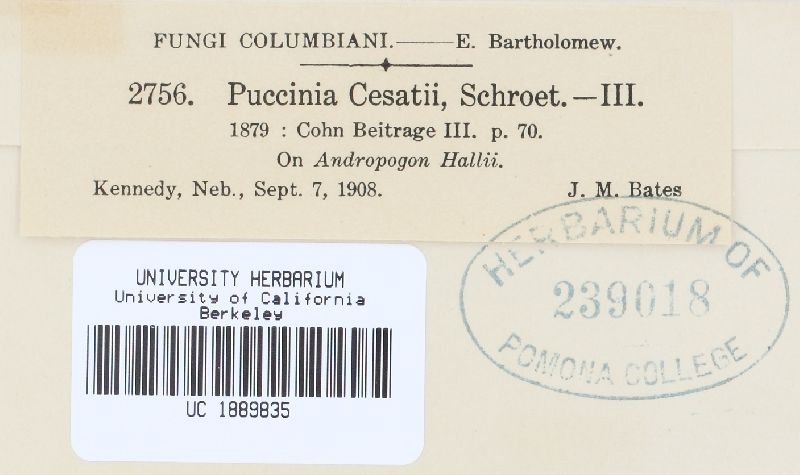 FUNGI COLUMBIANI.——E. Bartholomew.
2756. Puccinia Cesatii, Schroet.—III.
1879 : Cohn Beitrage III. p. 70.
On Andropogon Hallii.
Kennedy, Neb., Sept. 7, 1908. J. M. Bates
HERBARIUM OF
239018
POMONA COLLEGE
UNIVERSITY HERBARIUM
University of California
Berkeley
UC 1889835